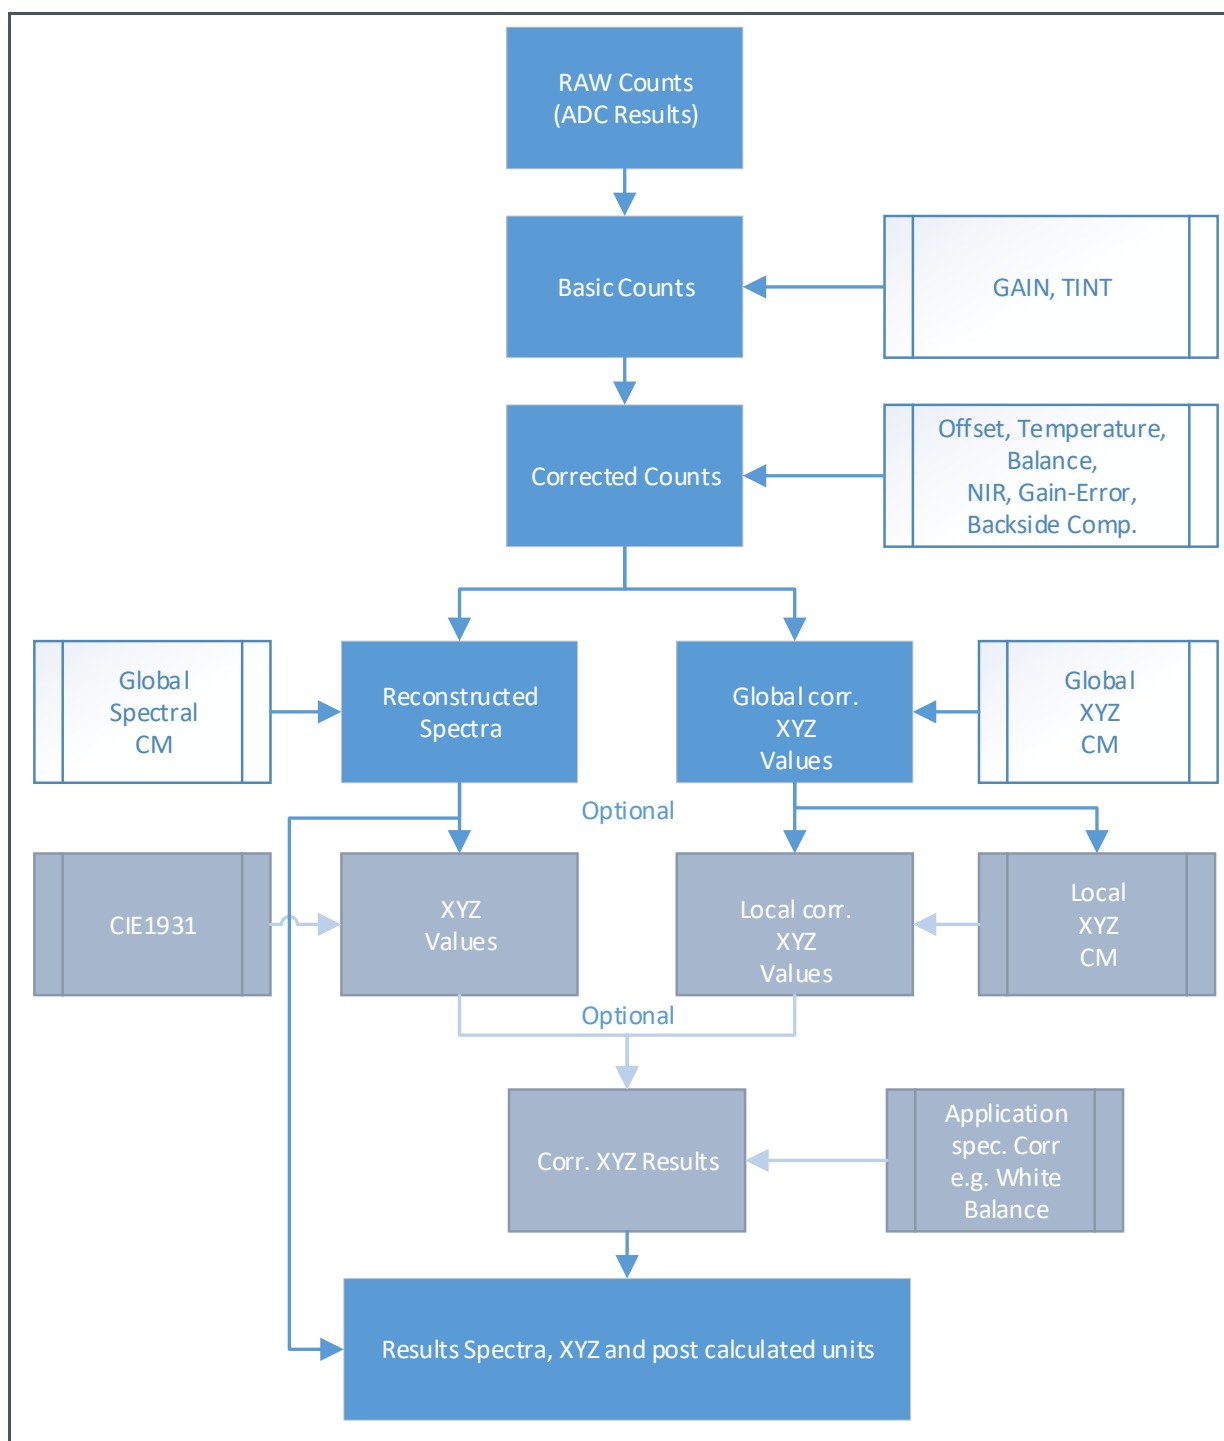 RAW Counts
(ADC Results)
Basic Counts
GAIN, TINT
Corrected Counts
Offset, Temperature,
Balance,
NIR, Gain-Error,
Backside Comp.
Global
Spectral
CM
Reconstructed
Spectra
Global corr.
XYZ
Values
Global
XYZ
CM
Optional
CIE1931
XYZ
Values
Local corr.
XYZ
Values
Local
XYZ
CM
Optional
Corr. XYZ Results
Application
spec. Corr
e.g. White
Balance
Results Spectra, XYZ and post calculated units